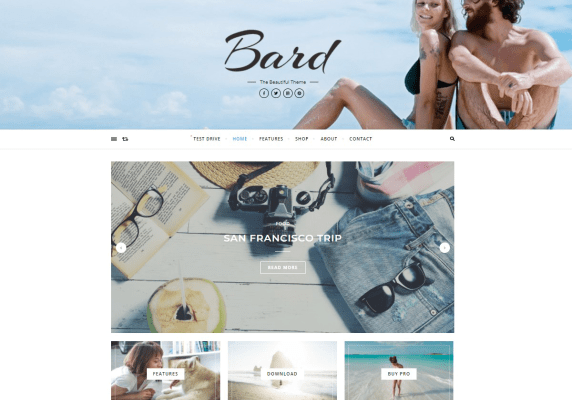 Bard
The Beautiful Theme
TEST DRIVE HOME FEATURES SHOP ABOUT CONTACT
FOOD
SAN FRANCISCO TRIP
READ MORE
FEATURES DOWNLOAD BUY PRO